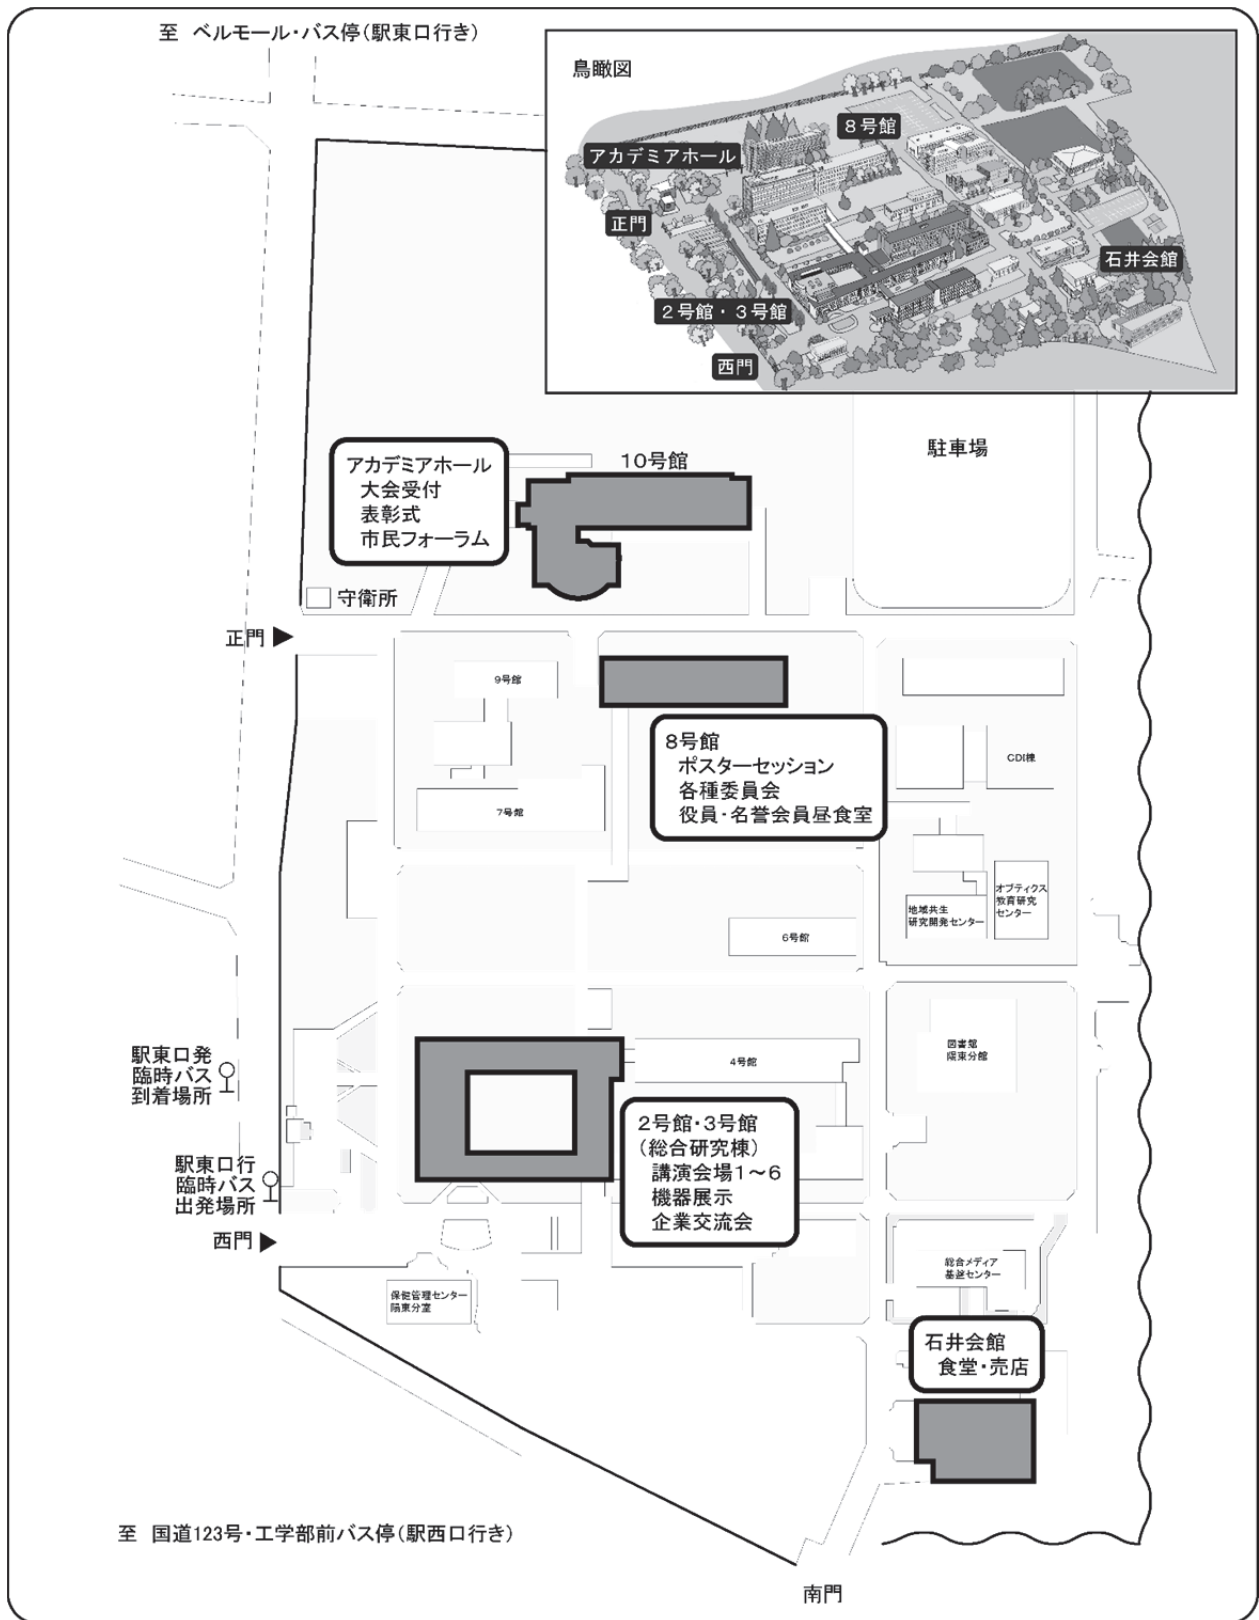 至 ベルモール・バス停(駅東口行き)
鳥瞰図
8号館
アカデミアホール
正門
石井会館
2号館・3号館
西門
駐車場
アカデミアホール
大会受付
表彰式
市民フォーラム
10号館
守衛所
正門
9号館
8号館
ポスターセッション
各種委員会
役員・名誉会員昼食室
CDI棟
7号館
オプティクス
教育研究
センター
地域共生
研究開発センター
6号館
図書館
陽東分館
駅東口発
臨時バス
到着場所
4号館
2号館・3号館
(総合研究棟)
講演会場1~6
機器展示
企業交流会
駅東口行
臨時バス
出発場所
西門
総合メディア
基盤センター
保健管理センター
陽東分室
石井会館
食堂・売店
至 国道123号・工学部前バス停(駅西口行き)
南門